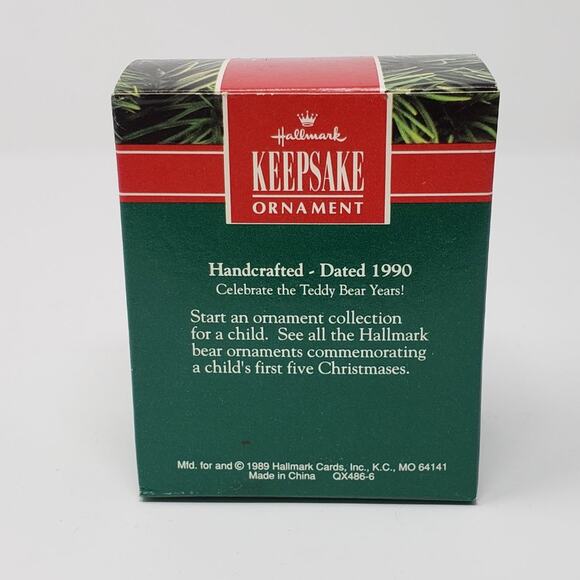 Hallmark
KEEPSAKE
ORNAMENT
Handcrafted - Dated 1990
Celebrate the Teddy Bear Years!
Start an ornament collection
for a child. See all the Hallmark
bear ornaments commemorating
a child's first five Christmases.
Mfd. for and © 1989 Hallmark Cards, Inc., K.C., MO 64141
Made in China QX486-6